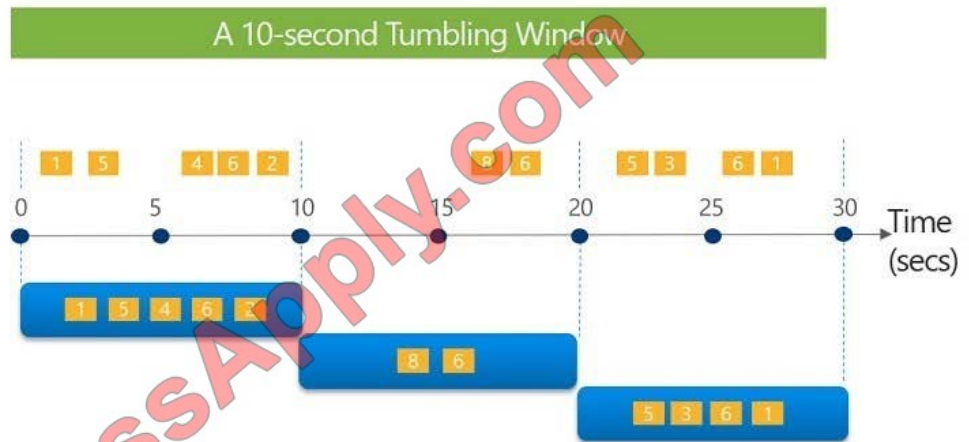 A 10-second Tumbling Window
1 5 4 6 2 8 6 5 3 6 1
0 5 10 15 20 25 30 Time
(secs)
1 5 4 6 2
8 6
5 3 6 1
ssApply.com